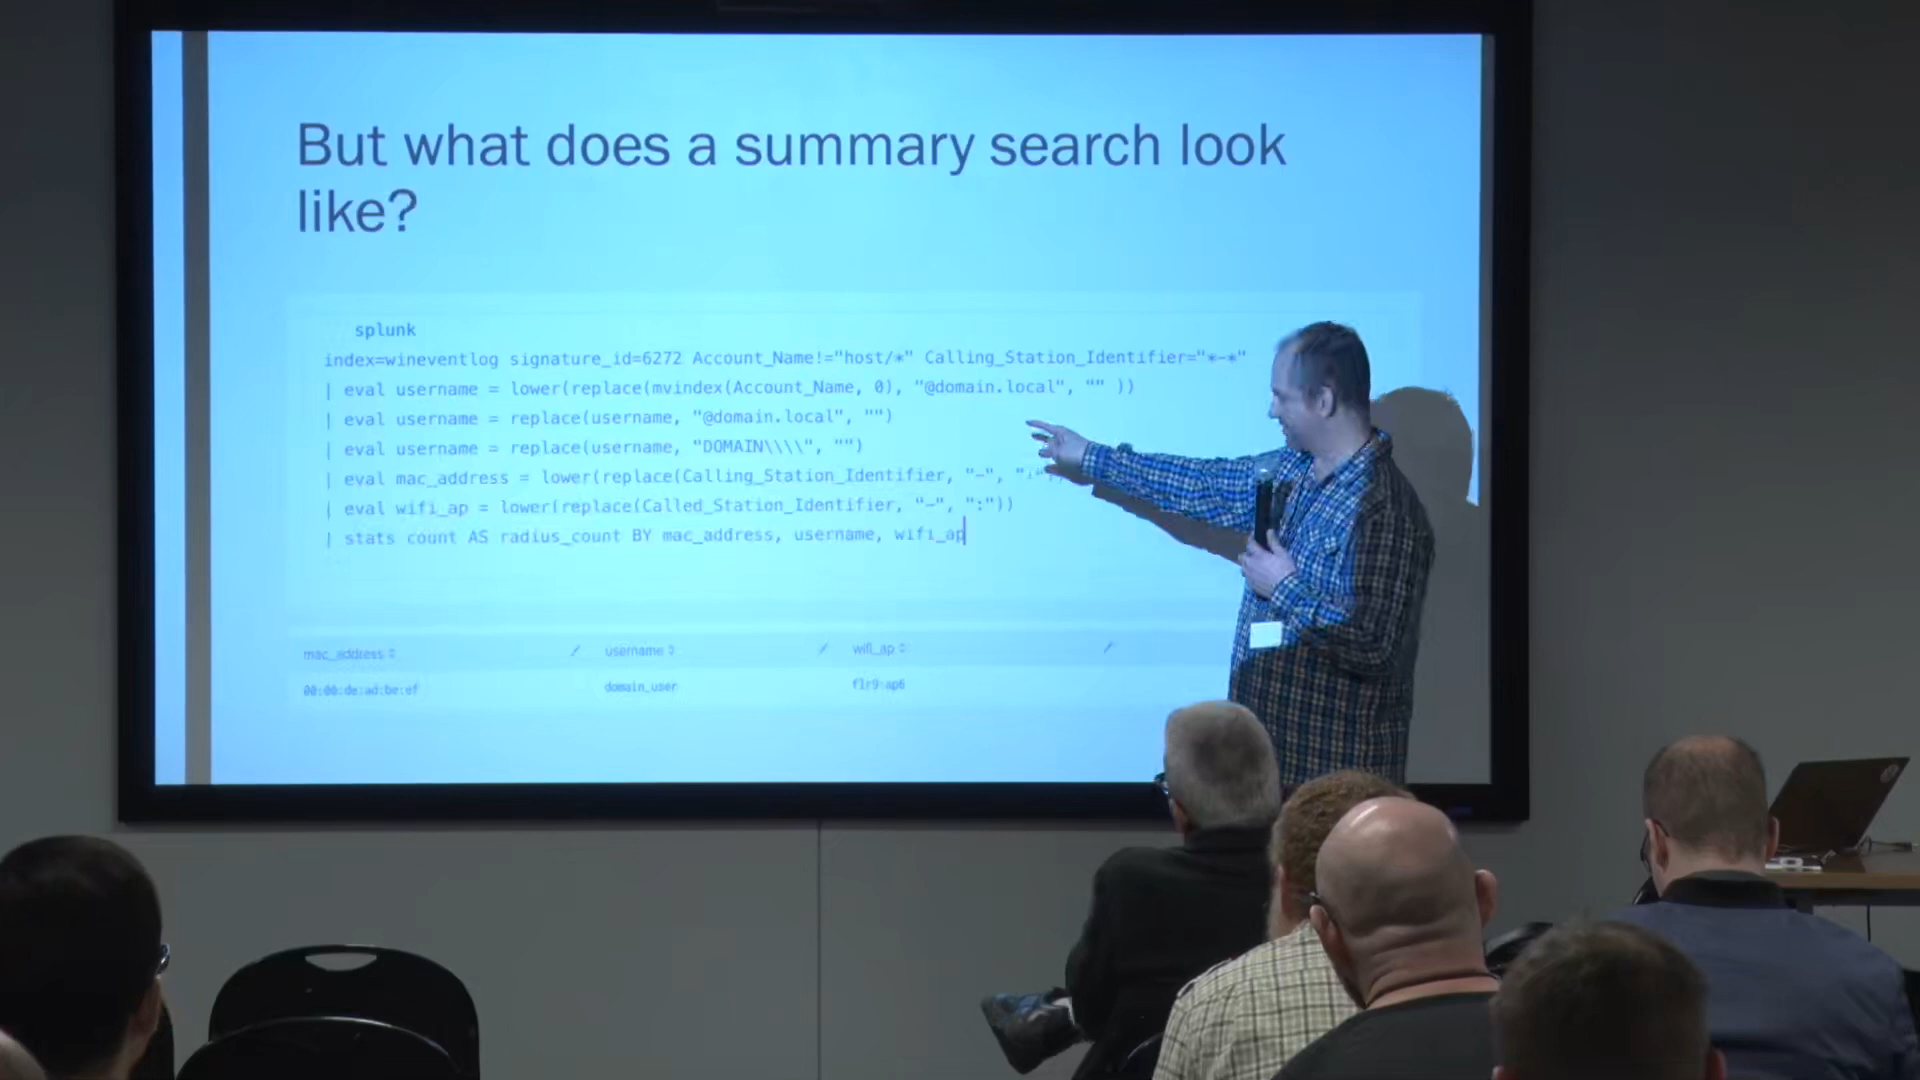 But what does a summary search look
like?
splunk
index=wineventlog signature_id=6272 Account_Name!="host/*" Calling_Station_Identifier="*-*"
| eval username = lower(replace(mvindex(Account_Name, 0), "@domain.local", "" ))
| eval username = replace(username, "@domain.local", "")
| eval username = replace(username, "DOMAIN\\\\", "")
| eval mac_address = lower(replace(Calling_Station_Identifier, "-", ":"))
| eval wifi_ap = lower(replace(Called_Station_Identifier, "-", ":"))
| stats count AS radius_count BY mac_address, username, wifi_ap
mac_address username wifi_ap
00:00:de:ad:be:ef domain_user flr9-ap6